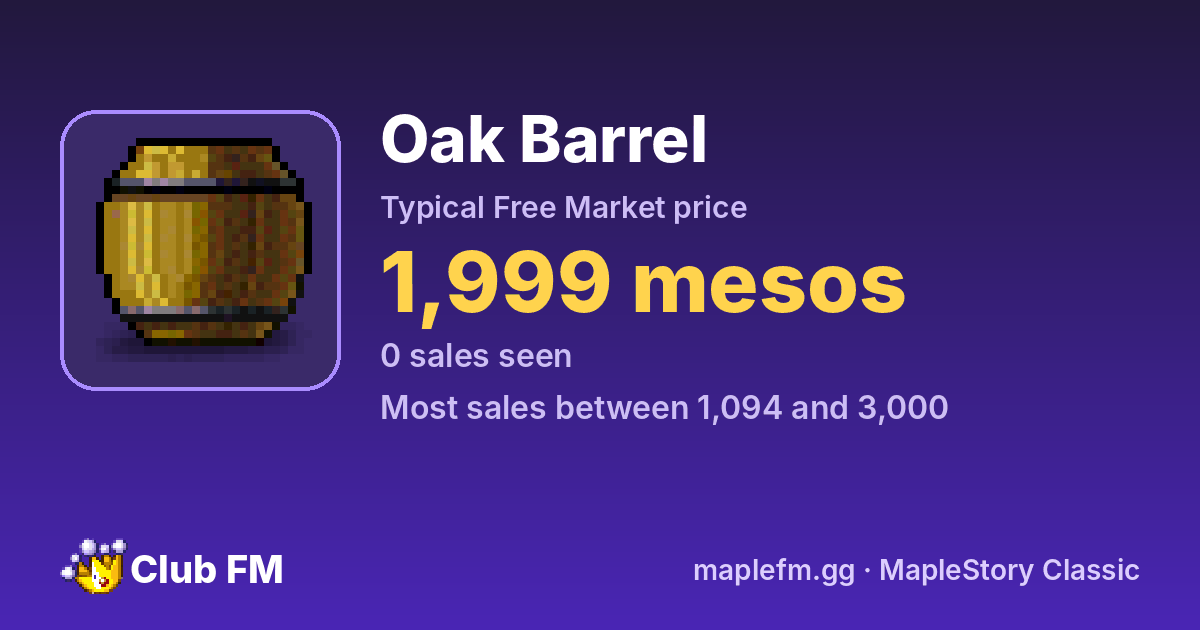 Oak Barrel
Typical Free Market price
1,999 mesos
0 sales seen
Most sales between 1,094 and 3,000
Club FM
maplefm.gg · MapleStory Classic